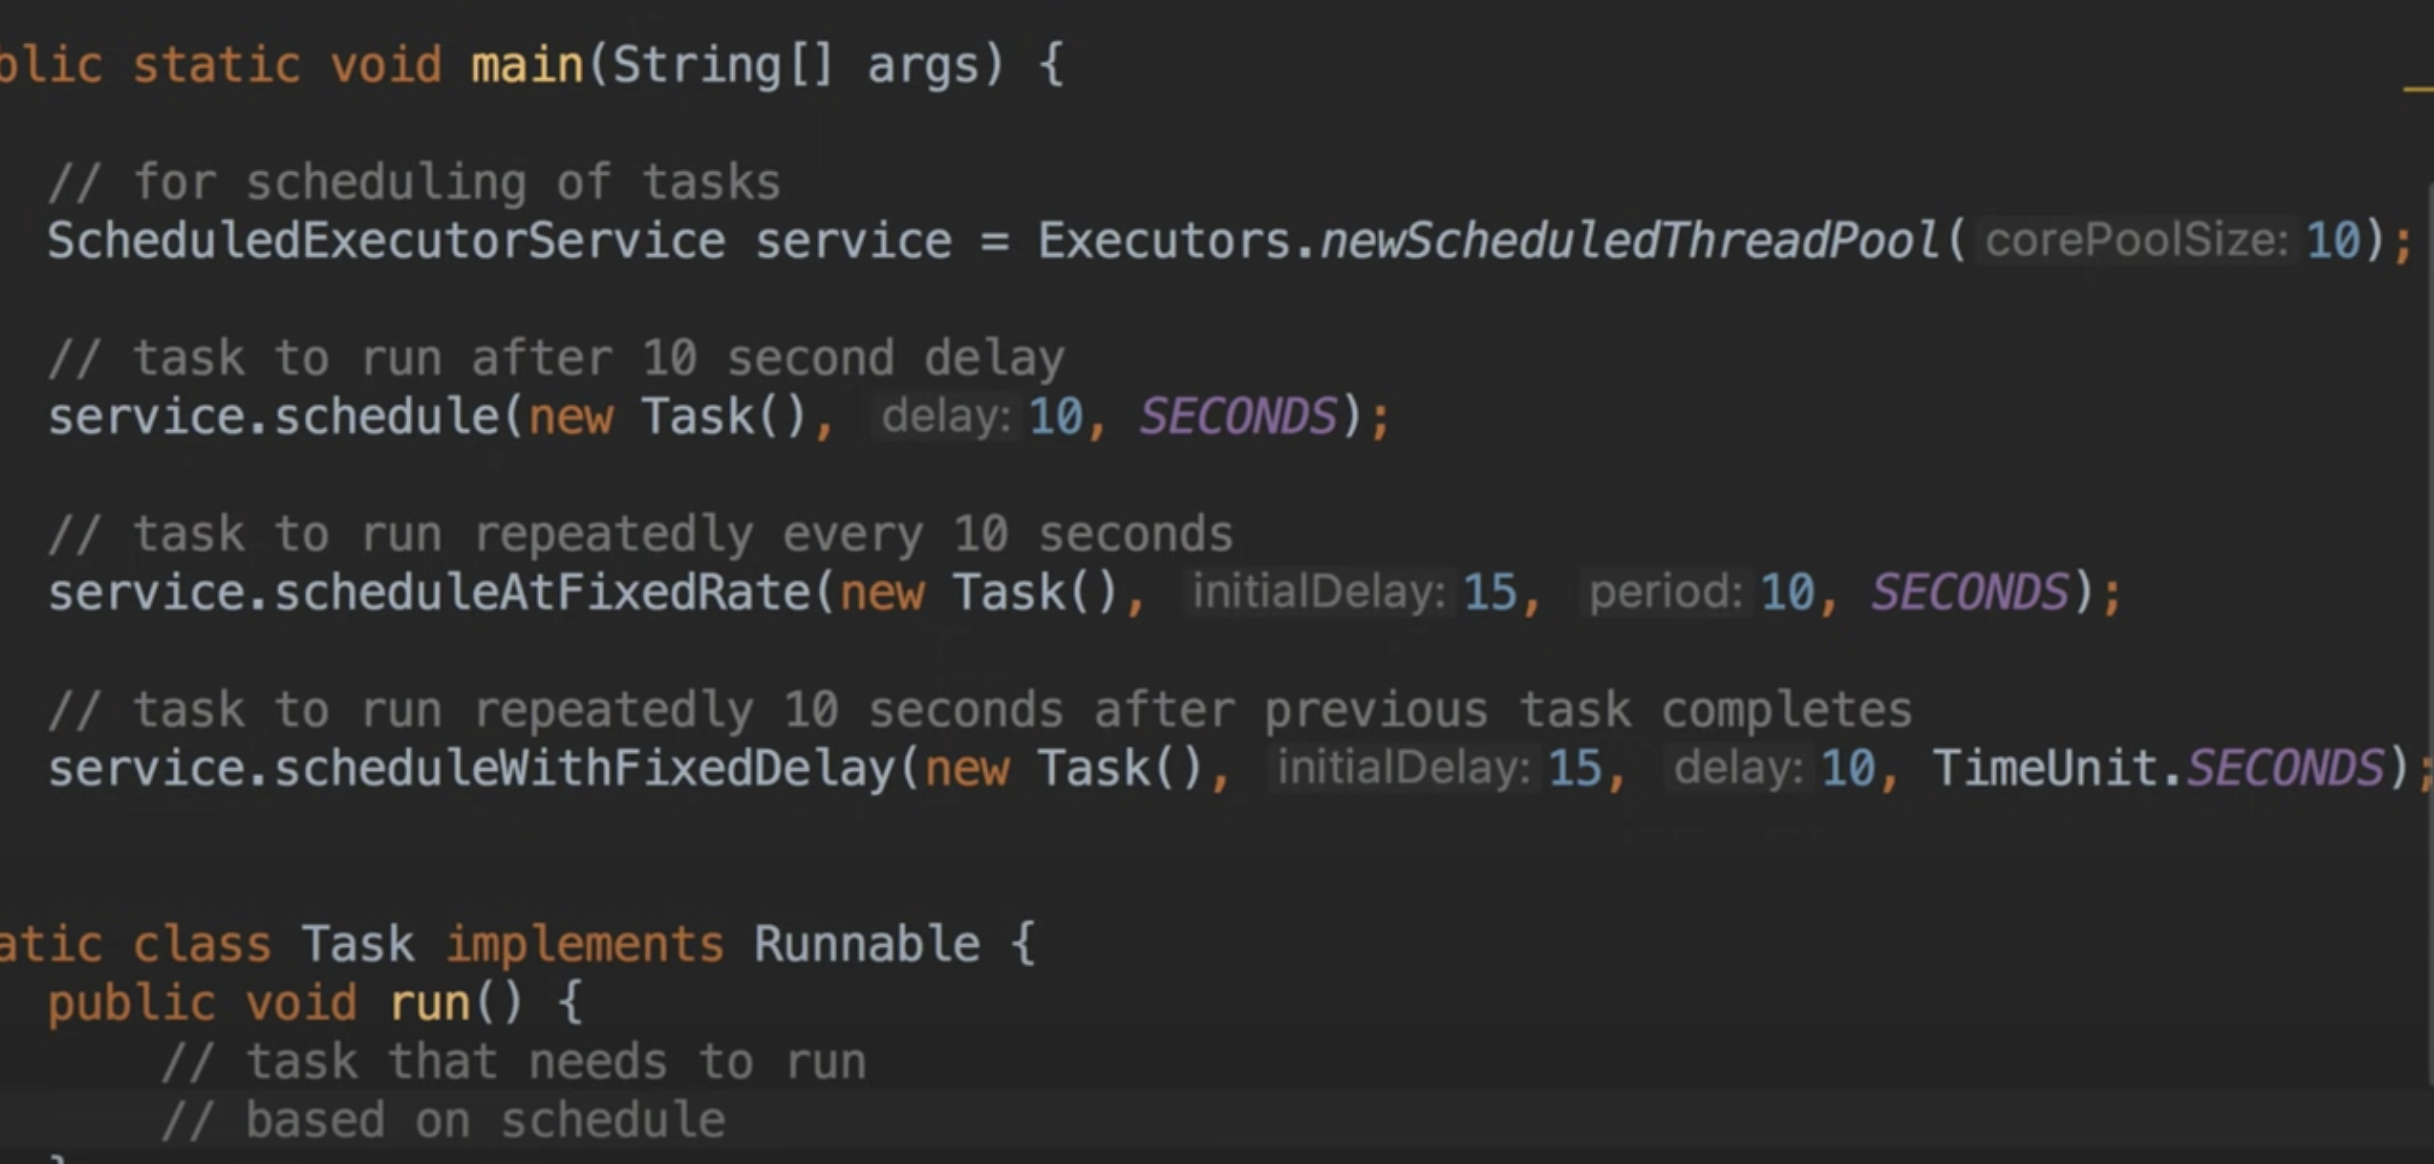 blic static void main(String[] args) {
// for scheduling of tasks
ScheduledExecutorService service = Executors.newScheduledThreadPool( corePoolSize: 10);
// task to run after 10 second delay
service.schedule(new Task(), delay: 10, SECONDS);
// task to run repeatedly every 10 seconds
service.scheduleAtFixedRate(new Task(), initialDelay: 15, period: 10, SECONDS);
// task to run repeatedly 10 seconds after previous task completes
service.scheduleWithFixedDelay(new Task(), initialDelay: 15, delay: 10, TimeUnit.SECONDS);
atic class Task implements Runnable {
public void run() {
// task that needs to run
// based on schedule
}